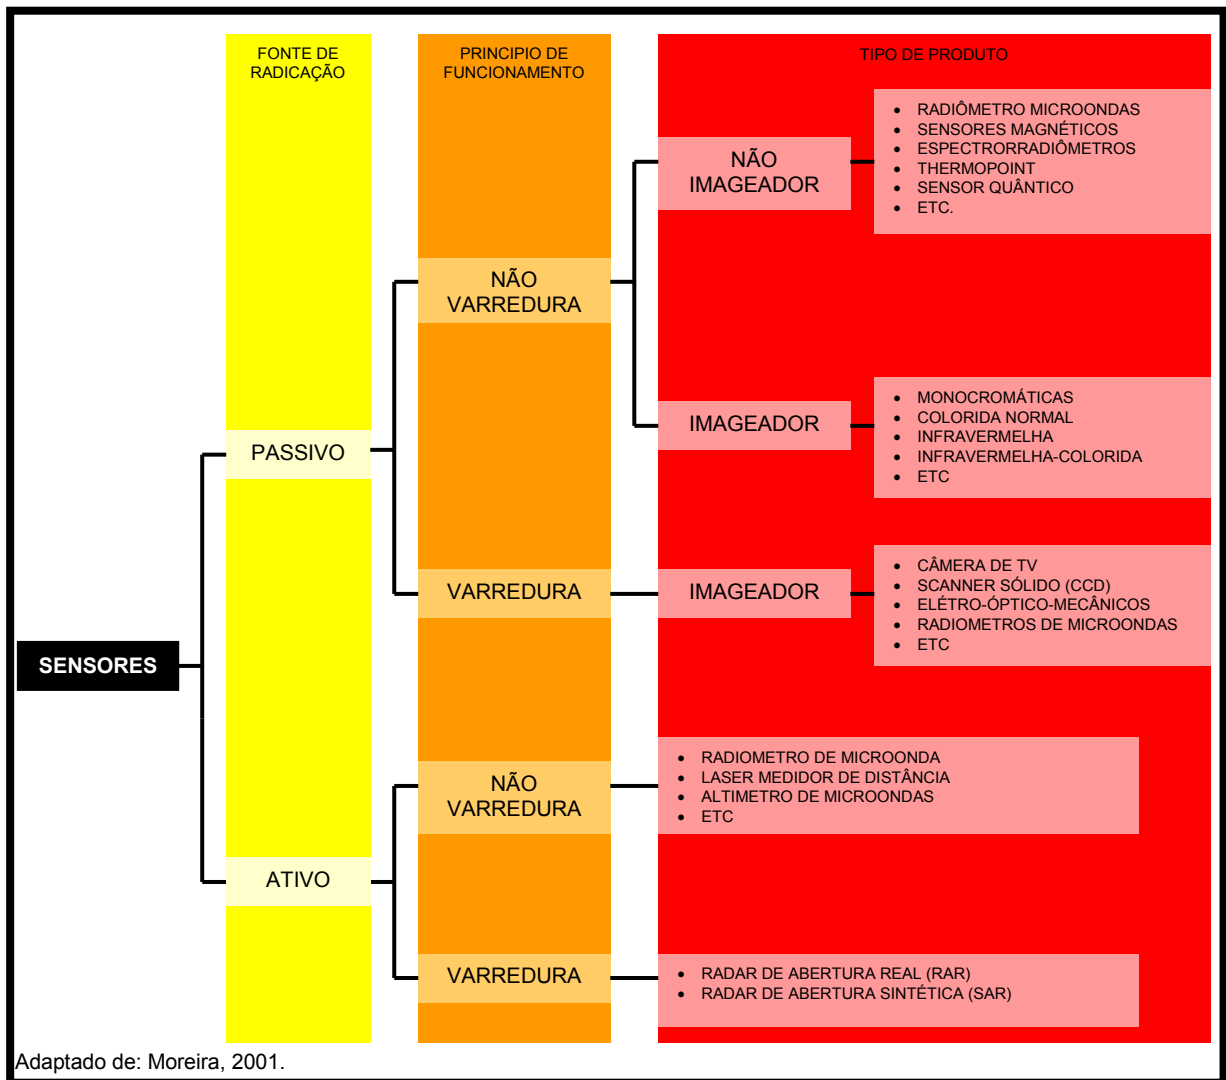 FONTE DE
RADICAÇÃO
PRINCIPIO DE
FUNCIONAMENTO
TIPO DE PRODUTO
• RADIÔMETRO MICROONDAS
• SENSORES MAGNÉTICOS
• ESPECTRORRADIÔMETROS
• THERMOPOINT
• SENSOR QUÂNTICO
• ETC.
NÃO
IMAGEADOR
NÃO
VARREDURA
IMAGEADOR
• MONOCROMÁTICAS
• COLORIDA NORMAL
• INFRAVERMELHA
• INFRAVERMELHA-COLORIDA
• ETC
PASSIVO
VARREDURA
IMAGEADOR
• CÂMERA DE TV
• SCANNER SÓLIDO (CCD)
• ELÉTRO-ÓPTICO-MECÂNICOS
• RADIOMETROS DE MICROONDAS
• ETC
SENSORES
NÃO
VARREDURA
• RADIOMETRO DE MICROONDA
• LASER MEDIDOR DE DISTÂNCIA
• ALTIMETRO DE MICROONDAS
• ETC
ATIVO
VARREDURA
• RADAR DE ABERTURA REAL (RAR)
• RADAR DE ABERTURA SINTÉTICA (SAR)
Adaptado de: Moreira, 2001.